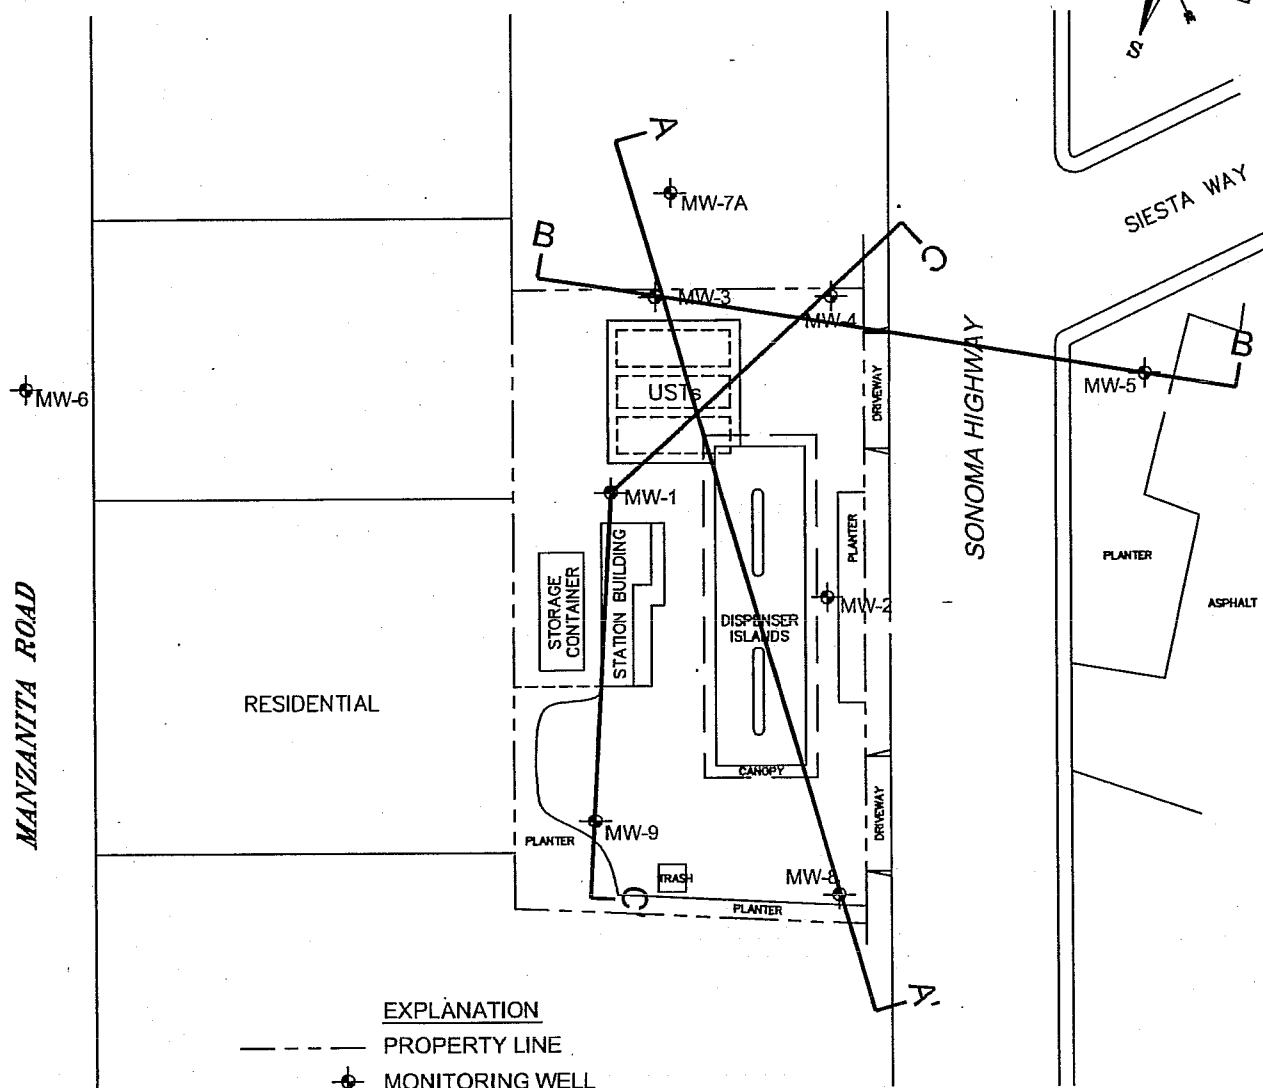 S
A
MW-7A
SIESTA WAY
B
C
MW-3
MW-4
B
MW-5
MW-6
USTs
DRIVEWAY
SONOMA HIGHWAY
MW-1
PLANTER
PLANTER
STORAGE
CONTAINER
STATION BUILDING
MW-2
ASPHALT
DISPENSER
ISLANDS
MANZANITA ROAD
RESIDENTIAL
CANOPY
DRIVEWAY
MW-9
PLANTER
TRASH
MW-8
C
PLANTER
A'
EXPLANATION
PROPERTY LINE
MONITORING WELL